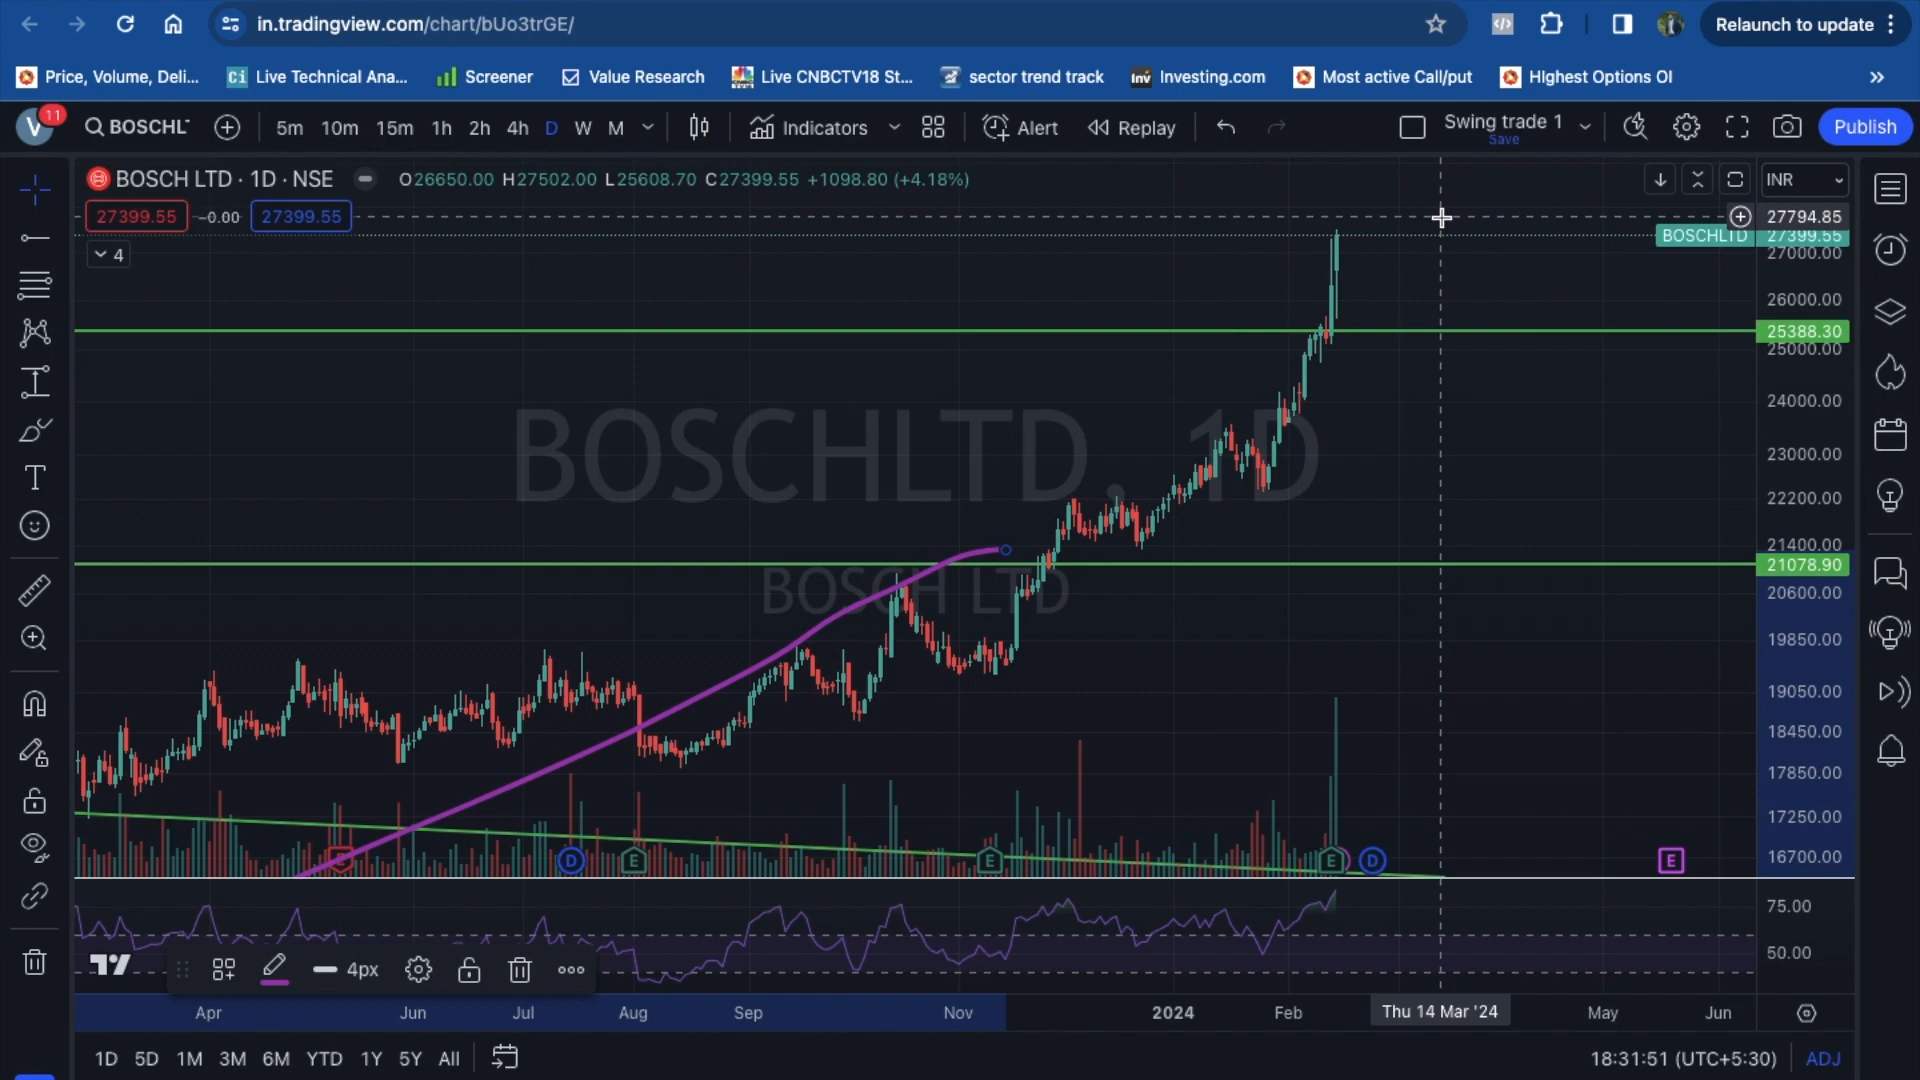 in.tradingview.com/chart/bUo3trGE/
Relaunch to update
Price, Volume, Deli...
Ci Live Technical Ana...
Screener
Value Research
Live CNBCTV18 St...
sector trend track
Inv Investing.com
Most active Call/put
HIghest Options OI
»
V 11
BOSCHL
5m 10m 15m 1h 2h 4h D W M
Indicators
Alert
Replay
Swing trade 1
Save
Publish
BOSCH LTD · 1D · NSE
O26650.00 H27502.00 L25608.70 C27399.55 +1098.80 (+4.18%)
INR
27399.55 −0.00 27399.55
27794.85
BOSCHLTD 27399.55
4
27000.00
26000.00
25388.30
25000.00
24000.00
BOSCHLTD, 1D
23000.00
22200.00
21400.00
21078.90
BOSCH LTD
20600.00
19850.00
19050.00
18450.00
17850.00
17250.00
16700.00
E D E E E D E
75.00
50.00
4px
Apr Jun Jul Aug Sep Nov 2024 Feb Thu 14 Mar '24 May Jun
1D 5D 1M 3M 6M YTD 1Y 5Y All
18:31:51 (UTC+5:30) ADJ